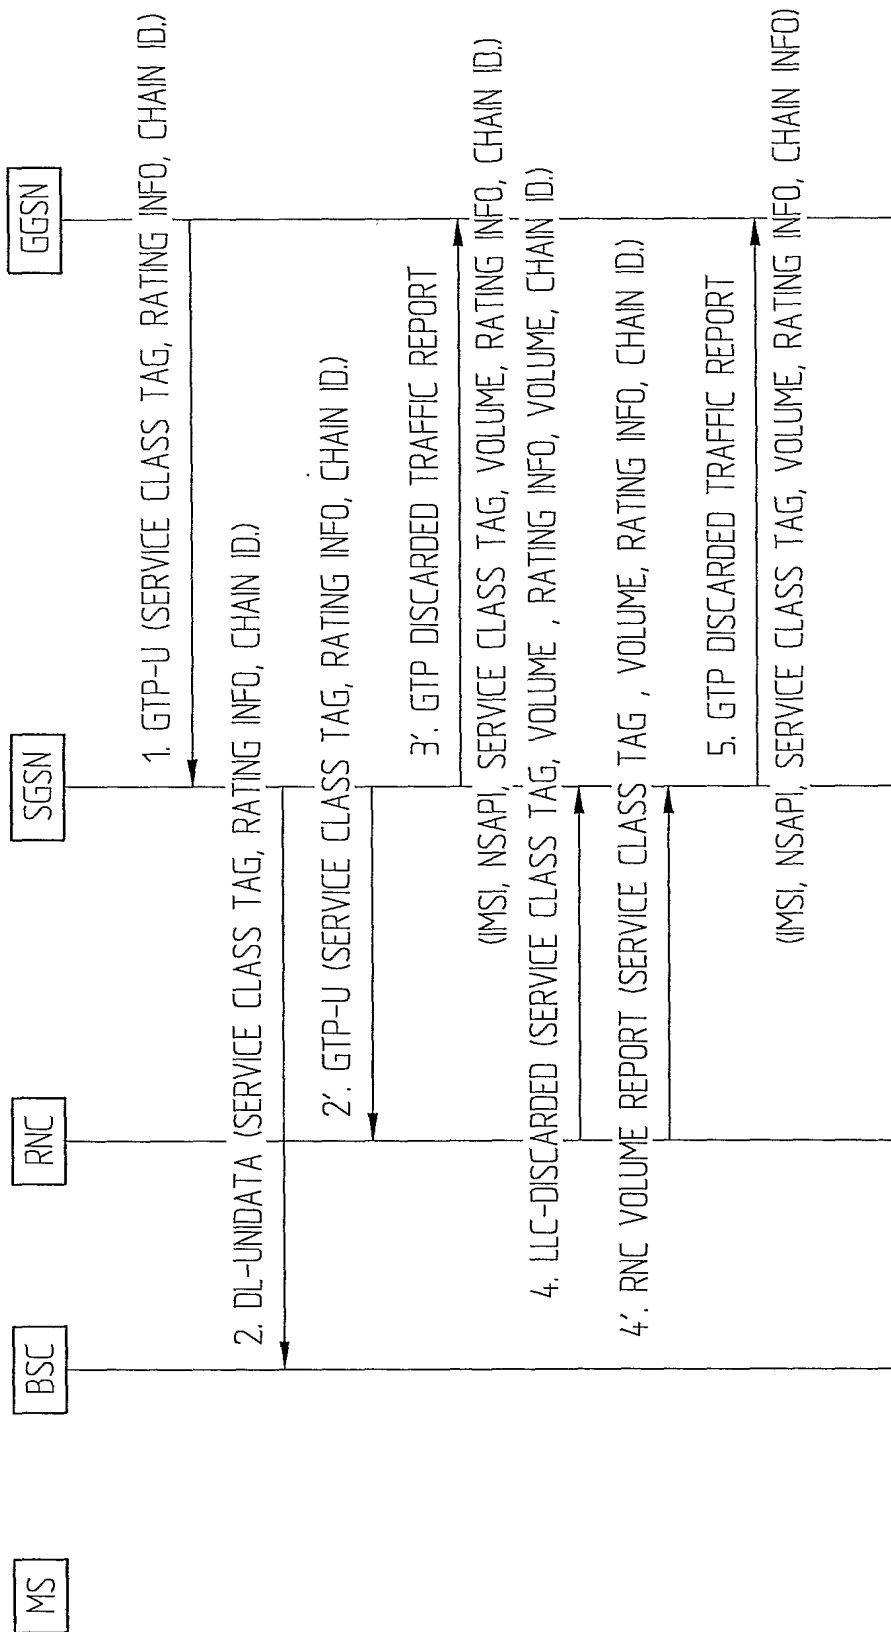 MS
BSC
RNC
SGSN
GGSN
1. GTP-U (SERVICE CLASS TAG, RATING INFO, CHAIN ID.)
2. DL-UNIDATA (SERVICE CLASS TAG, RATING INFO, CHAIN ID.)
2'. GTP-U (SERVICE CLASS TAG, RATING INFO, CHAIN ID.)
3'. GTP DISCARDED TRAFFIC REPORT
(IMSI, NSAPI, SERVICE CLASS TAG, VOLUME, RATING INFO, CHAIN ID.)
4. LLC-DISCARDED (SERVICE CLASS TAG, VOLUME , RATING INFO, VOLUME, CHAIN ID.)
4'. RNC VOLUME REPORT (SERVICE CLASS TAG , VOLUME, RATING INFO, CHAIN ID.)
5. GTP DISCARDED TRAFFIC REPORT
(IMSI, NSAPI, SERVICE CLASS TAG, VOLUME, RATING INFO, CHAIN INFO)